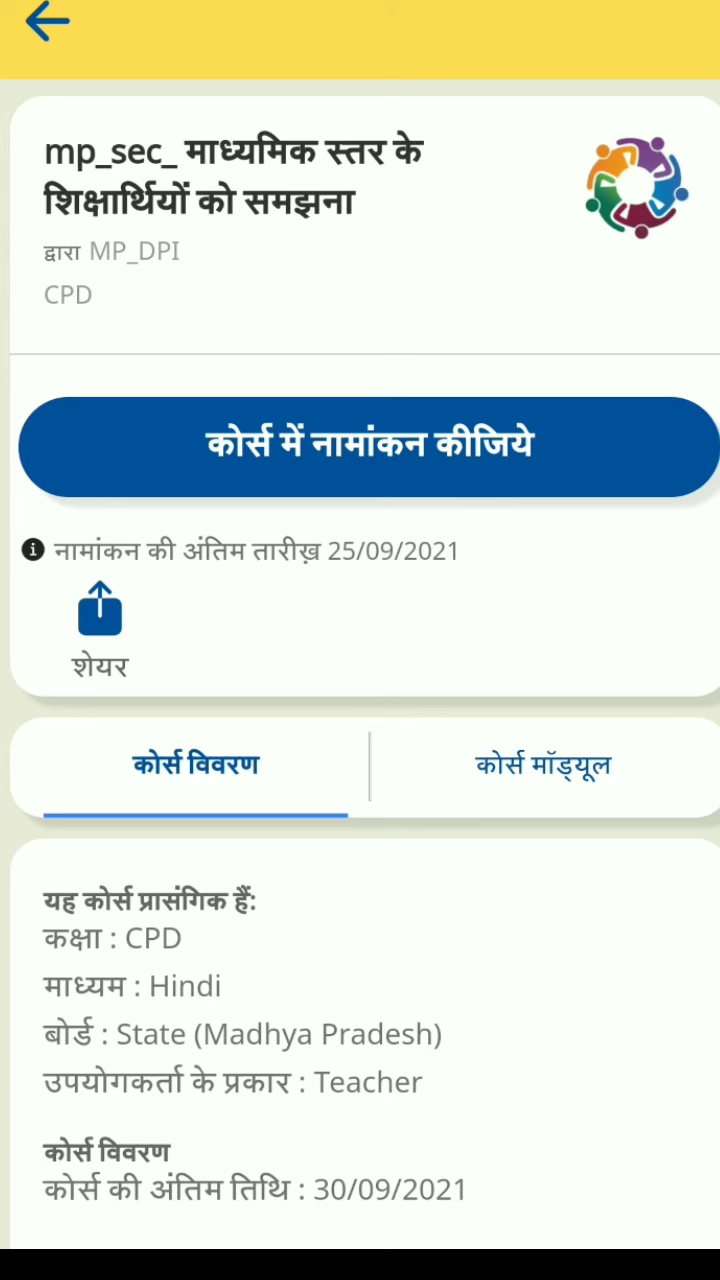 mp_sec_ माध्यमिक स्तर के
शिक्षार्थियों को समझना
द्वारा MP_DPI
CPD
कोर्स में नामांकन कीजिये
नामांकन की अंतिम तारीख़ 25/09/2021
शेयर
कोर्स विवरण
कोर्स मॉड्यूल
यह कोर्स प्रासंगिक हैं:
कक्षा : CPD
माध्यम : Hindi
बोर्ड : State (Madhya Pradesh)
उपयोगकर्ता के प्रकार : Teacher
कोर्स विवरण
कोर्स की अंतिम तिथि : 30/09/2021